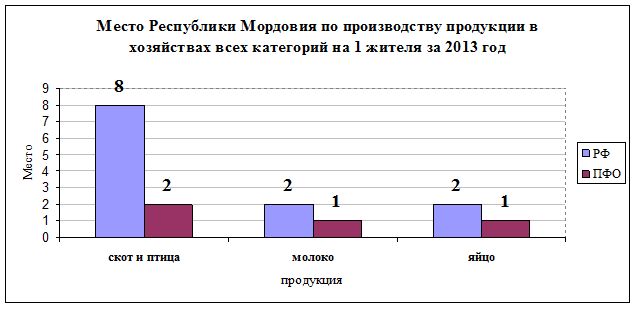 Место Республики Мордовия по производству продукции в
хозяйствах всех категорий на 1 жителя за 2013 год
Место
9
8
7
6
5
4
3
2
1
0
8
2
2
1
2
1
скот и птица
молоко
яйцо
продукция
РФ
ПФО